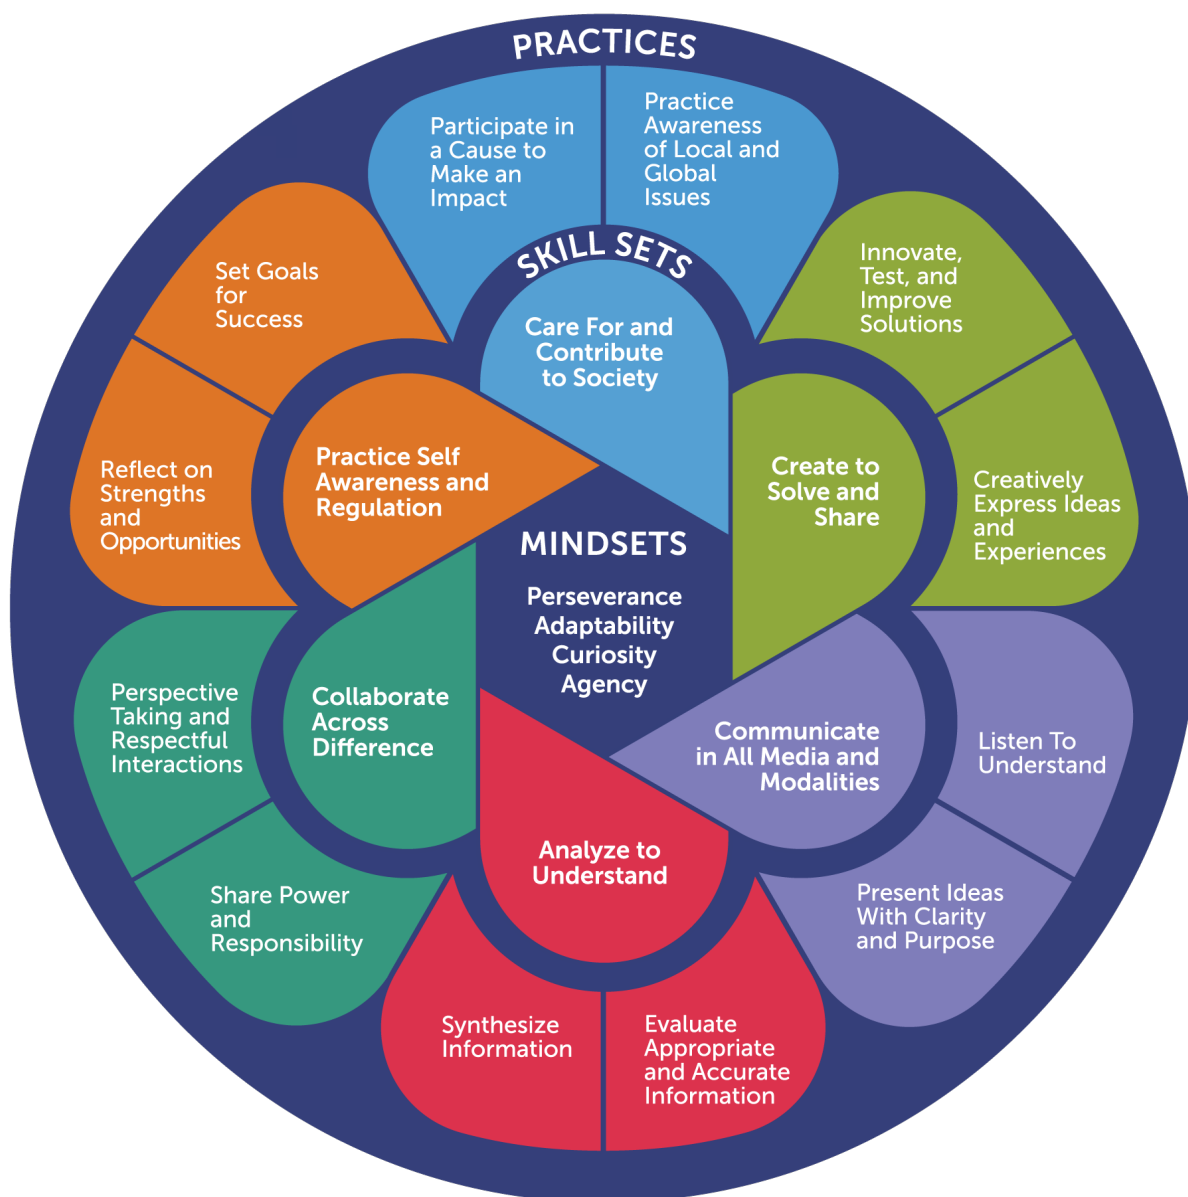 PRACTICES
Participate in
a Cause to
Make an
Impact
Practice
Awareness
of Local and
Global
Issues
Innovate,
Test, and
Improve
Solutions
Creatively
Express Ideas
and
Experiences
Listen To
Understand
Present Ideas
With Clarity
and Purpose
Evaluate
Appropriate
and Accurate
Information
Synthesize
Information
Share Power
and
Responsibility
Perspective
Taking and
Respectful
Interactions
Reflect on
Strengths
and
Opportunities
Set Goals
for
Success
SKILL SETS
Care For and
Contribute
to Society
Create to
Solve and
Share
Communicate
in All Media and
Modalities
Analyze to
Understand
Collaborate
Across
Difference
Practice Self
Awareness and
Regulation
MINDSETS
Perseverance
Adaptability
Curiosity
Agency